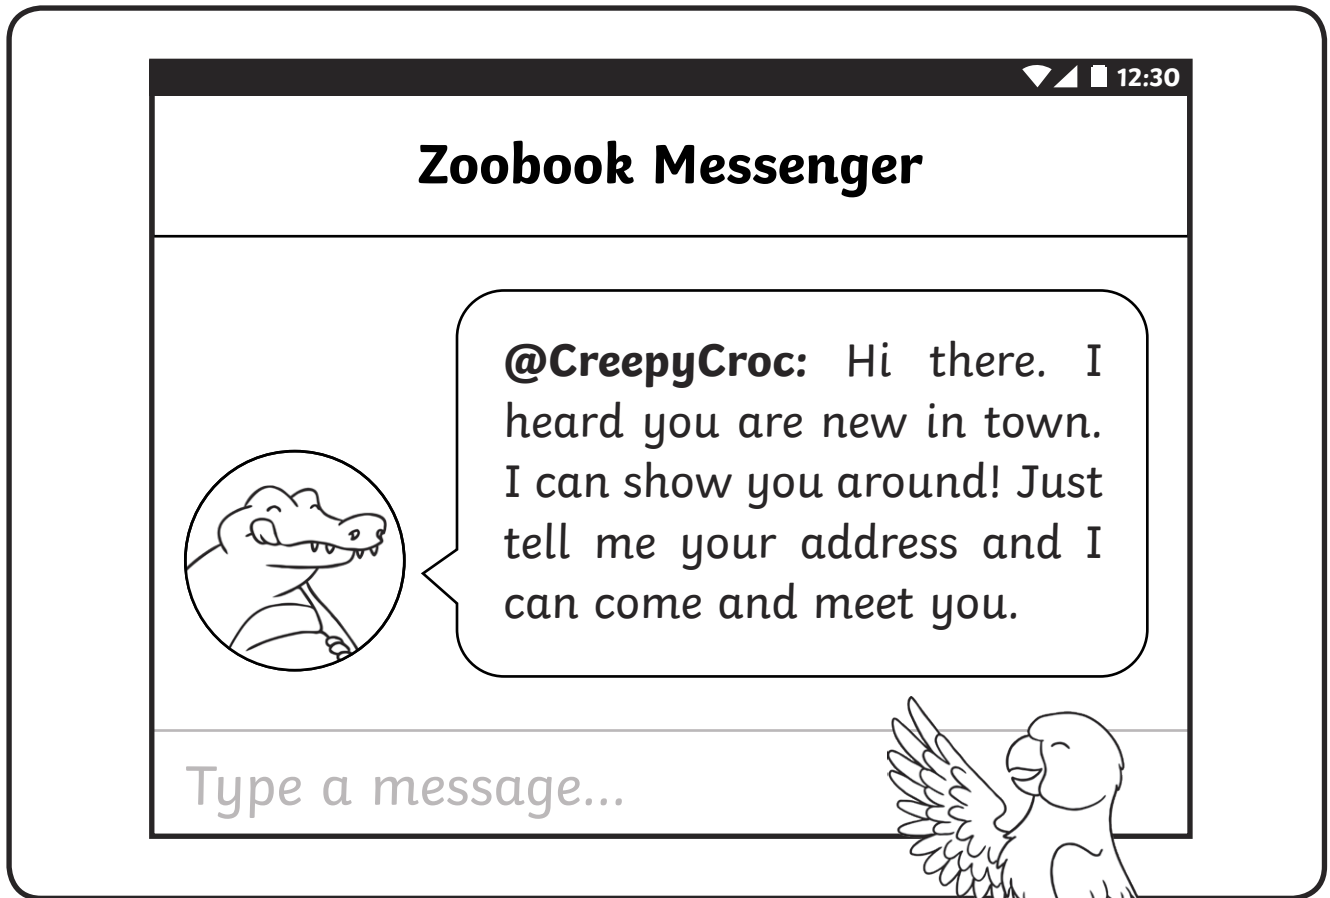 12:30
Zoobook Messenger
@CreepyCroc: Hi there. I
heard you are new in town.
I can show you around! Just
tell me your address and I
can come and meet you.
Type a message...